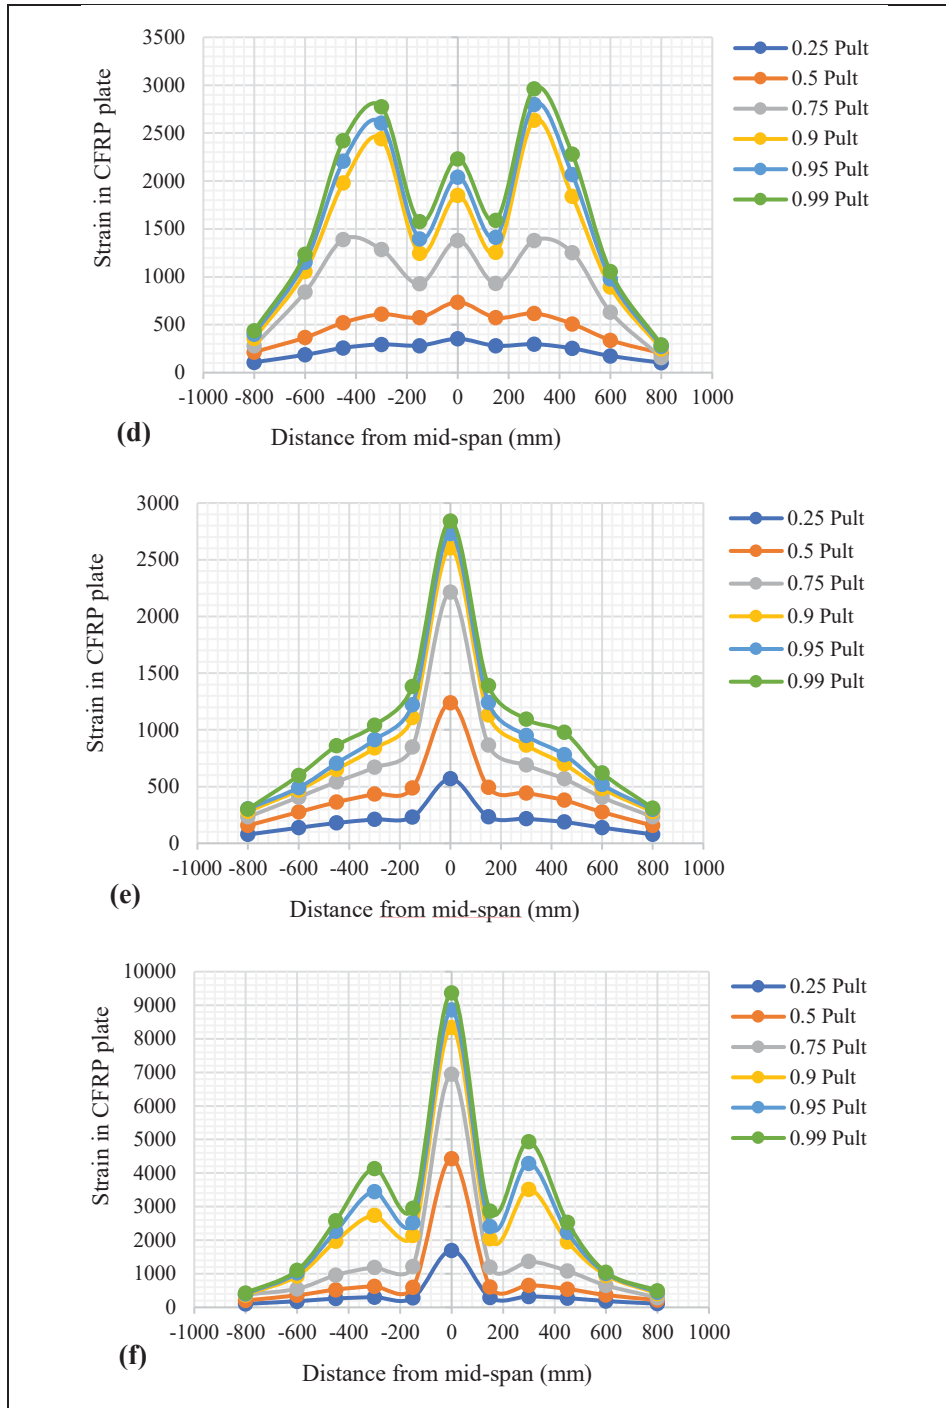 3500
3000
2500
2000
1500
1000
500
0
Strain in CFRP plate
-1000 -800 -600 -400 -200 0 200 400 600 800 1000
Distance from mid-span (mm)
(d)
0.25 Pult
0.5 Pult
0.75 Pult
0.9 Pult
0.95 Pult
0.99 Pult
3000
2500
2000
1500
1000
500
0
Strain in CFRP plate
-1000 -800 -600 -400 -200 0 200 400 600 800 1000
Distance from mid-span (mm)
(e)
0.25 Pult
0.5 Pult
0.75 Pult
0.9 Pult
0.95 Pult
0.99 Pult
10000
9000
8000
7000
6000
5000
4000
3000
2000
1000
0
Strain in CFRP plate
-1000 -800 -600 -400 -200 0 200 400 600 800 1000
Distance from mid-span (mm)
(f)
0.25 Pult
0.5 Pult
0.75 Pult
0.9 Pult
0.95 Pult
0.99 Pult